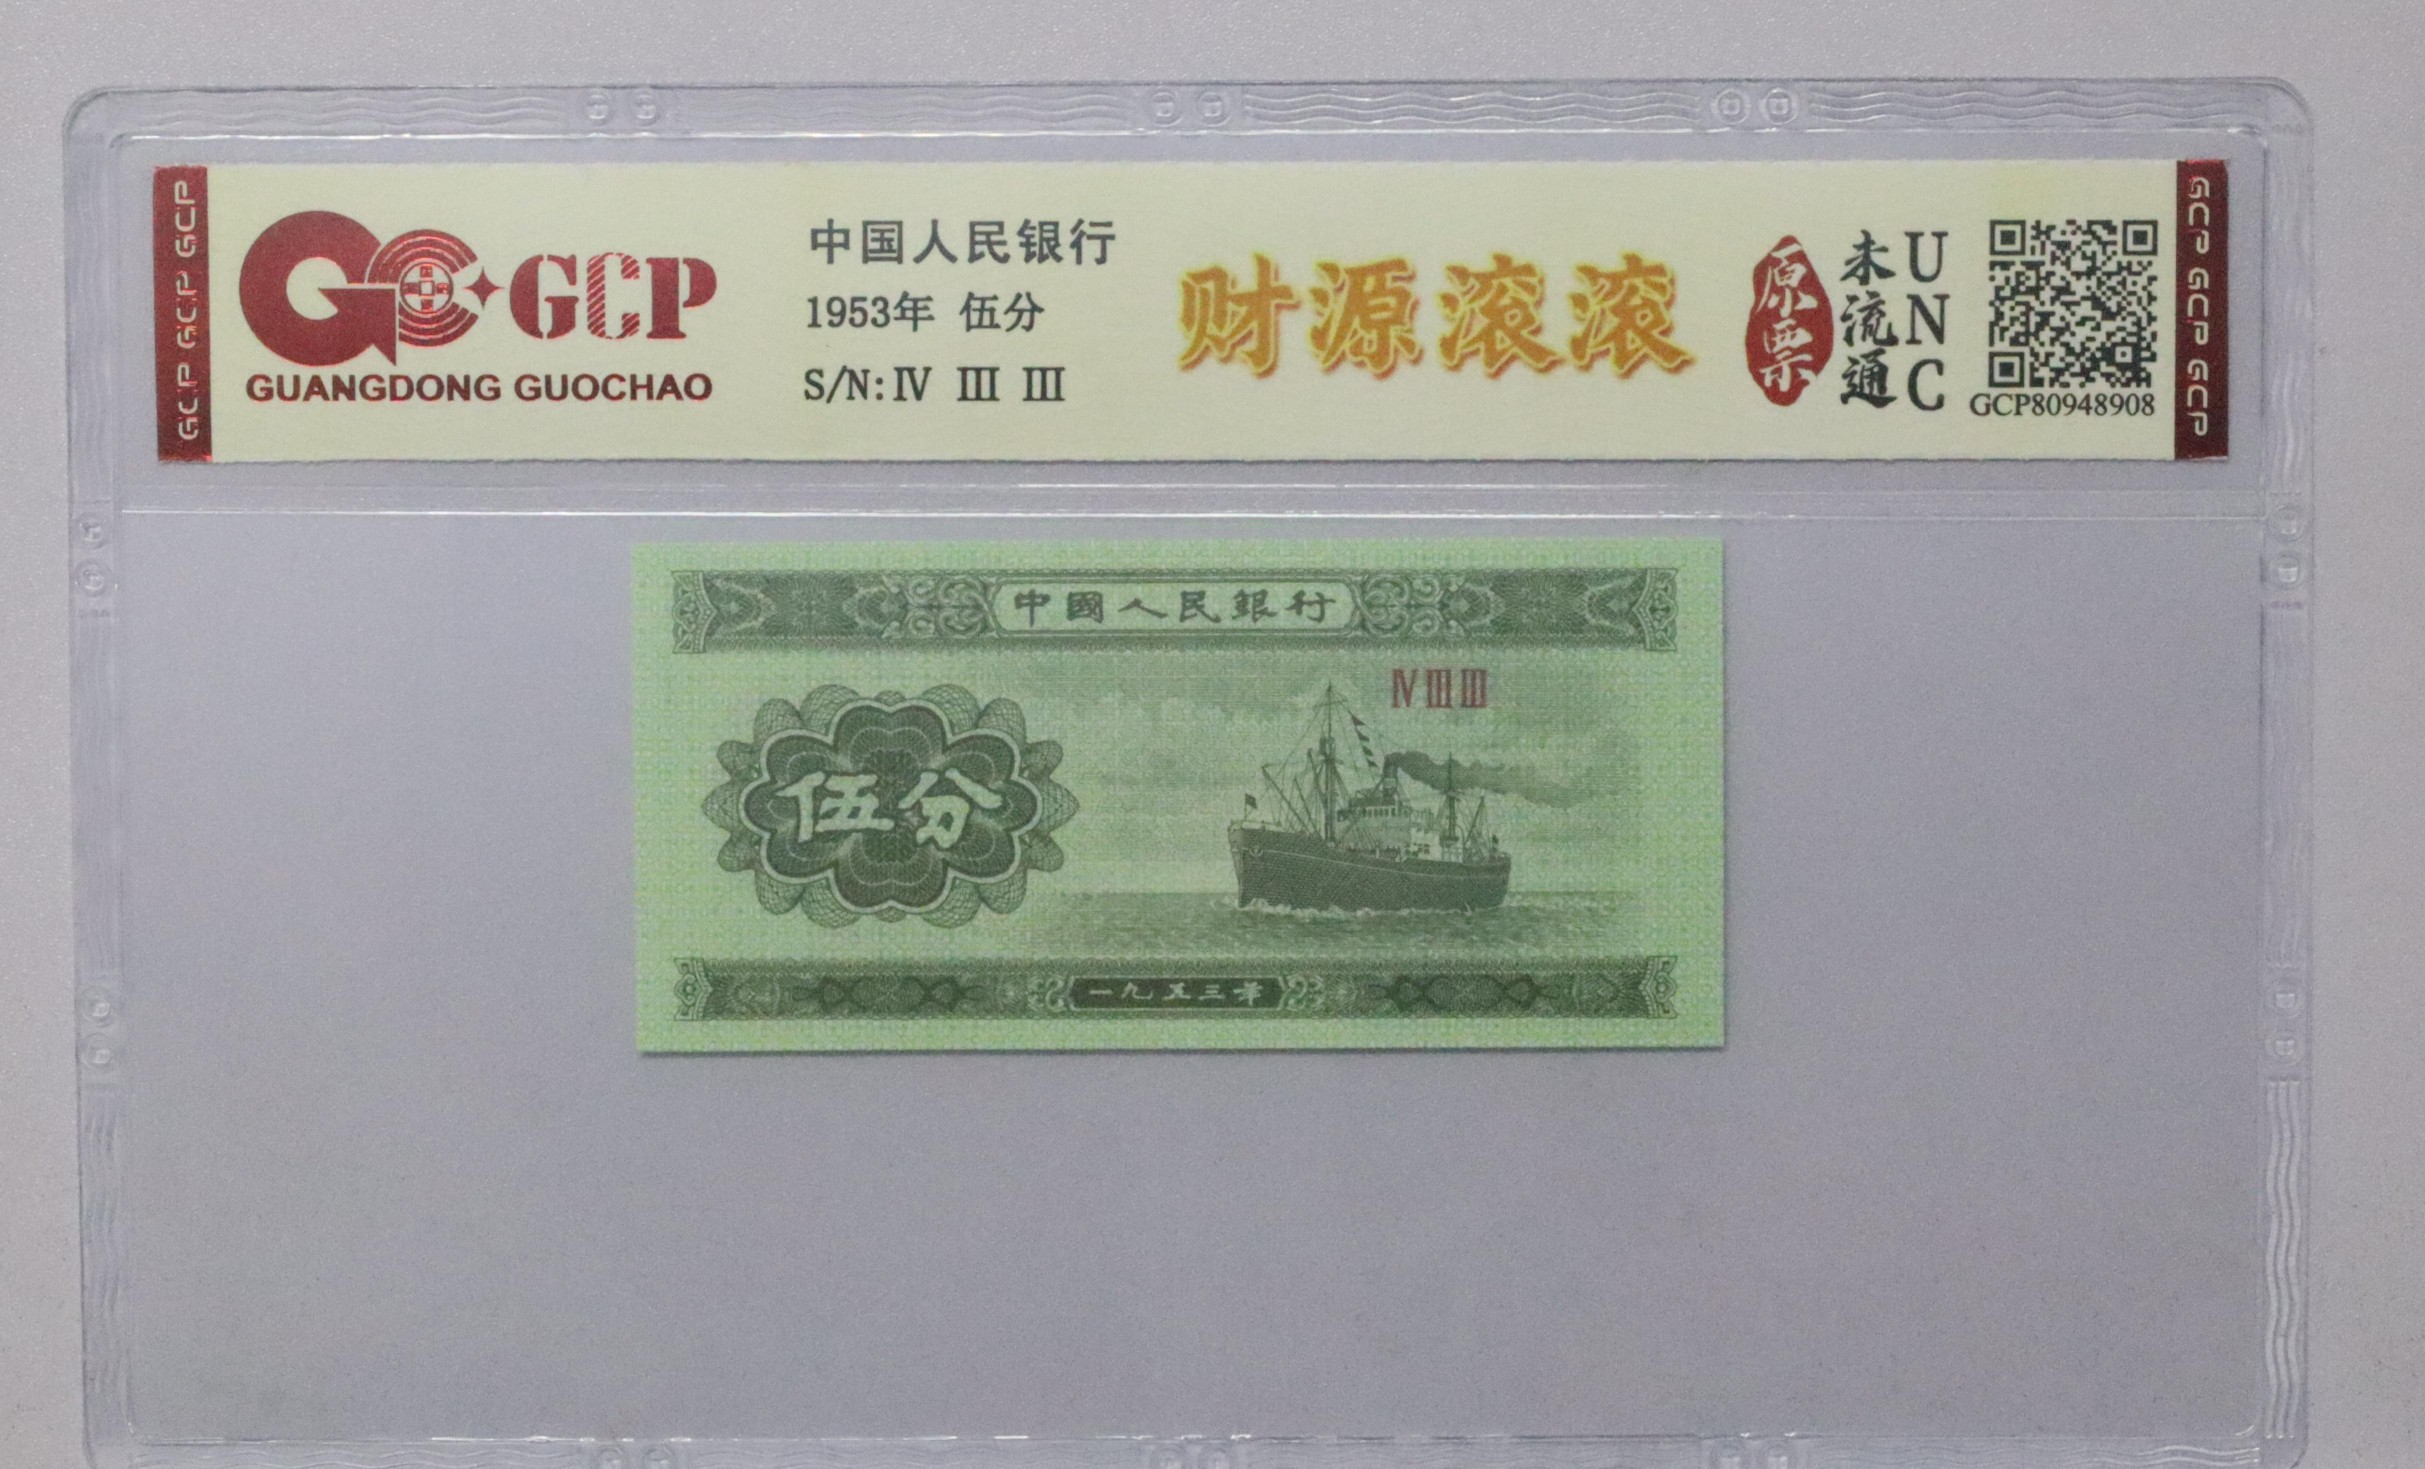 GCP GCP GCP
GCP
GUANGDONG GUOCHAO
中国人民银行
1953年 伍分
S/N: Ⅳ Ⅲ Ⅲ
财源滚滚
原票
未流通
UNC
GCP80948908
GCP GCP GCP
中國人民銀行
Ⅳ Ⅲ Ⅲ
伍分
一九五三年